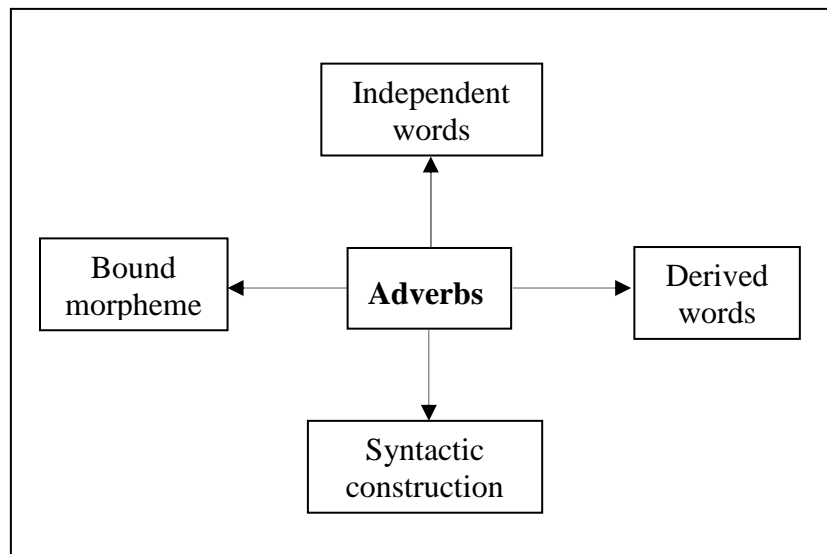 Independent
words
Bound
morpheme
Adverbs
Derived
words
Syntactic
construction